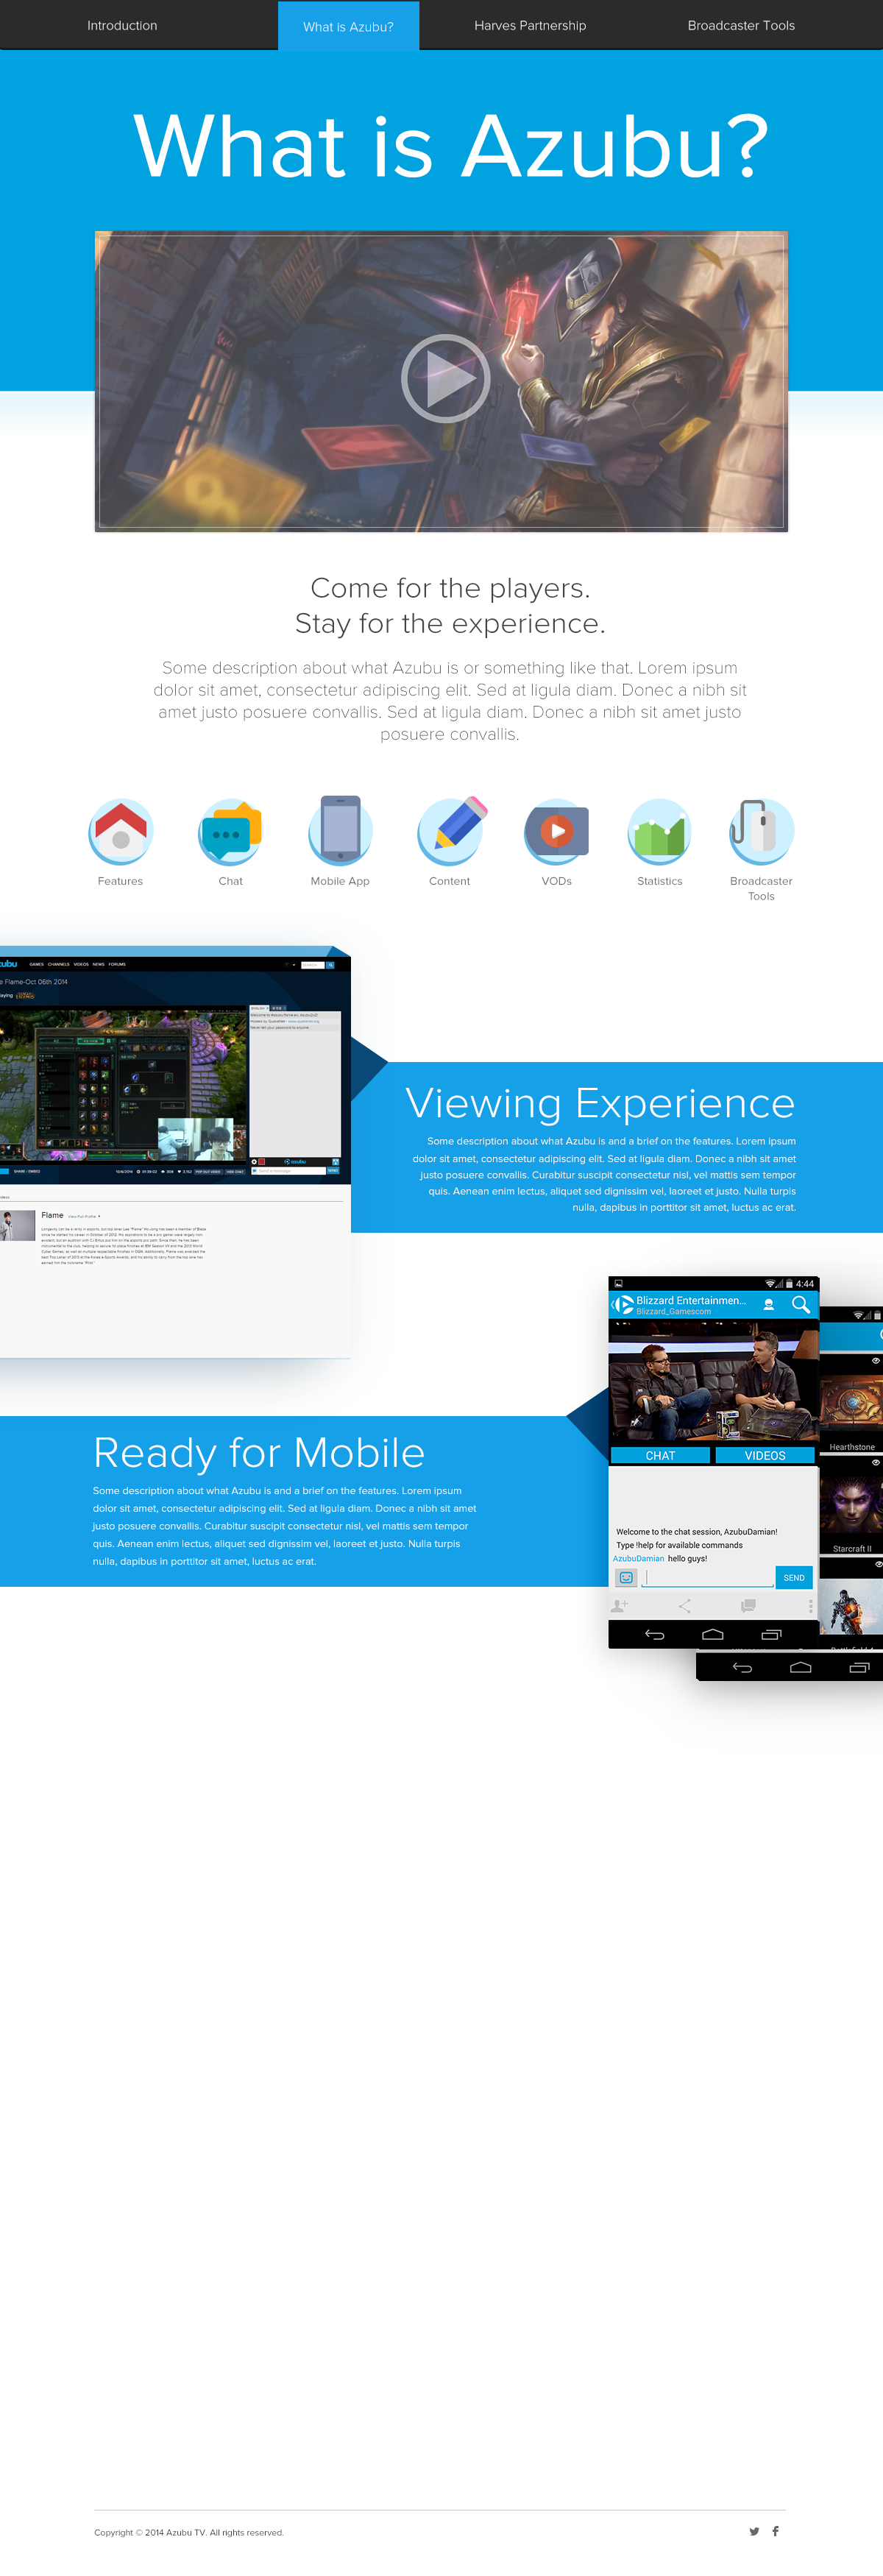 Introduction
What is Azubu?
Harves Partnership
Broadcaster Tools
What is Azubu?
Come for the players.
Stay for the experience.
Some description about what Azubu is or something like that. Lorem ipsum
dolor sit amet, consectetur adipiscing elit. Sed at ligula diam. Donec a nibh sit
amet justo posuere convallis. Sed at ligula diam. Donec a nibh sit amet justo
posuere convallis.
Features
Chat
Mobile App
Content
VODs
Statistics
Broadcaster
Tools
GAMES CHANNELS VIDEOS NEWS FORUMS
e Flame-Oct 06th 2014
Viewing Experience
Some description about what Azubu is and a brief on the features. Lorem ipsum
dolor sit amet, consectetur adipiscing elit. Sed at ligula diam. Donec a nibh sit amet
justo posuere convallis. Curabitur suscipit consectetur nisl, vel mattis sem tempor
quis. Aenean enim lectus, aliquet sed dignissim vel, laoreet et justo. Nulla turpis
nulla, dapibus in porttitor sit amet, luctus ac erat.
Flame
View Full Profile
4:44
Blizzard Entertainmen...
Blizzard_Gamescom
CHAT
VIDEOS
Welcome to the chat session, AzubuDamian!
Type !help for available commands
AzubuDamian hello guys!
SEND
Hearthstone
Starcraft II
Ready for Mobile
Some description about what Azubu is and a brief on the features. Lorem ipsum
dolor sit amet, consectetur adipiscing elit. Sed at ligula diam. Donec a nibh sit amet
justo posuere convallis. Curabitur suscipit consectetur nisl, vel mattis sem tempor
quis. Aenean enim lectus, aliquet sed dignissim vel, laoreet et justo. Nulla turpis
nulla, dapibus in porttitor sit amet, luctus ac erat.
Copyright © 2014 Azubu TV. All rights reserved.